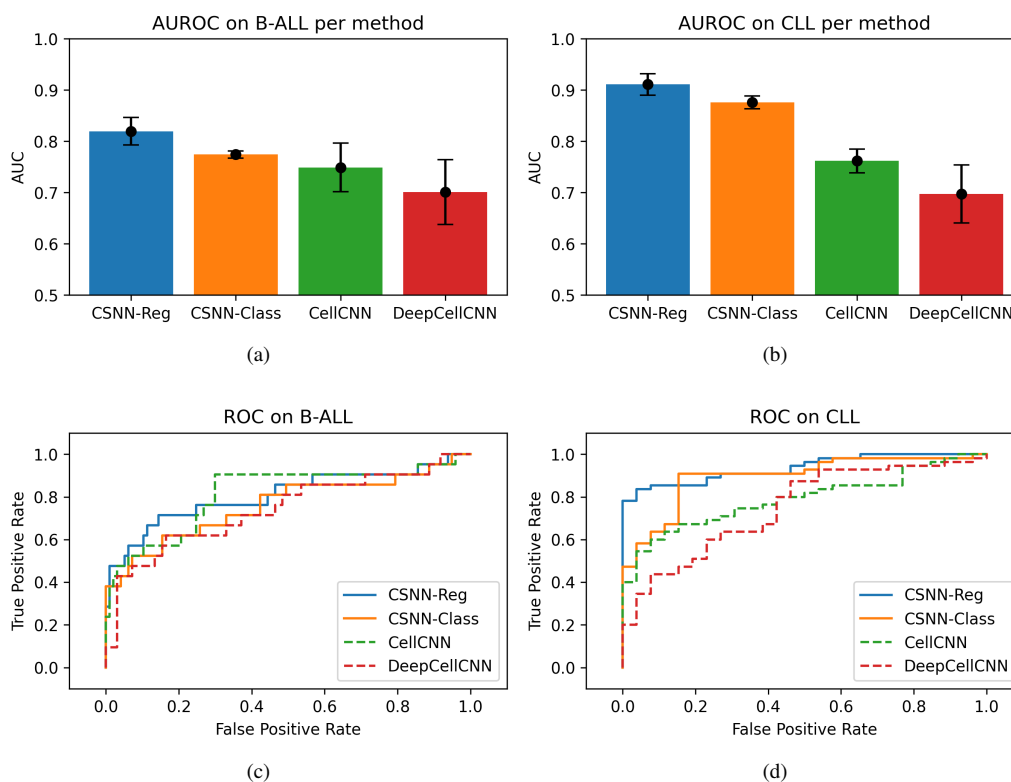 AUROC on B-ALL per method
1.0
0.9
0.8
0.7
0.6
0.5
AUC
CSNN-Reg CSNN-Class CellCNN DeepCellCNN
(a)
AUROC on CLL per method
1.0
0.9
0.8
0.7
0.6
0.5
AUC
CSNN-Reg CSNN-Class CellCNN DeepCellCNN
(b)
ROC on B-ALL
1.0
0.8
0.6
0.4
0.2
0.0
True Positive Rate
CSNN-Reg
CSNN-Class
CellCNN
DeepCellCNN
0.0 0.2 0.4 0.6 0.8 1.0
False Positive Rate
(c)
ROC on CLL
1.0
0.8
0.6
0.4
0.2
0.0
True Positive Rate
CSNN-Reg
CSNN-Class
CellCNN
DeepCellCNN
0.0 0.2 0.4 0.6 0.8 1.0
False Positive Rate
(d)